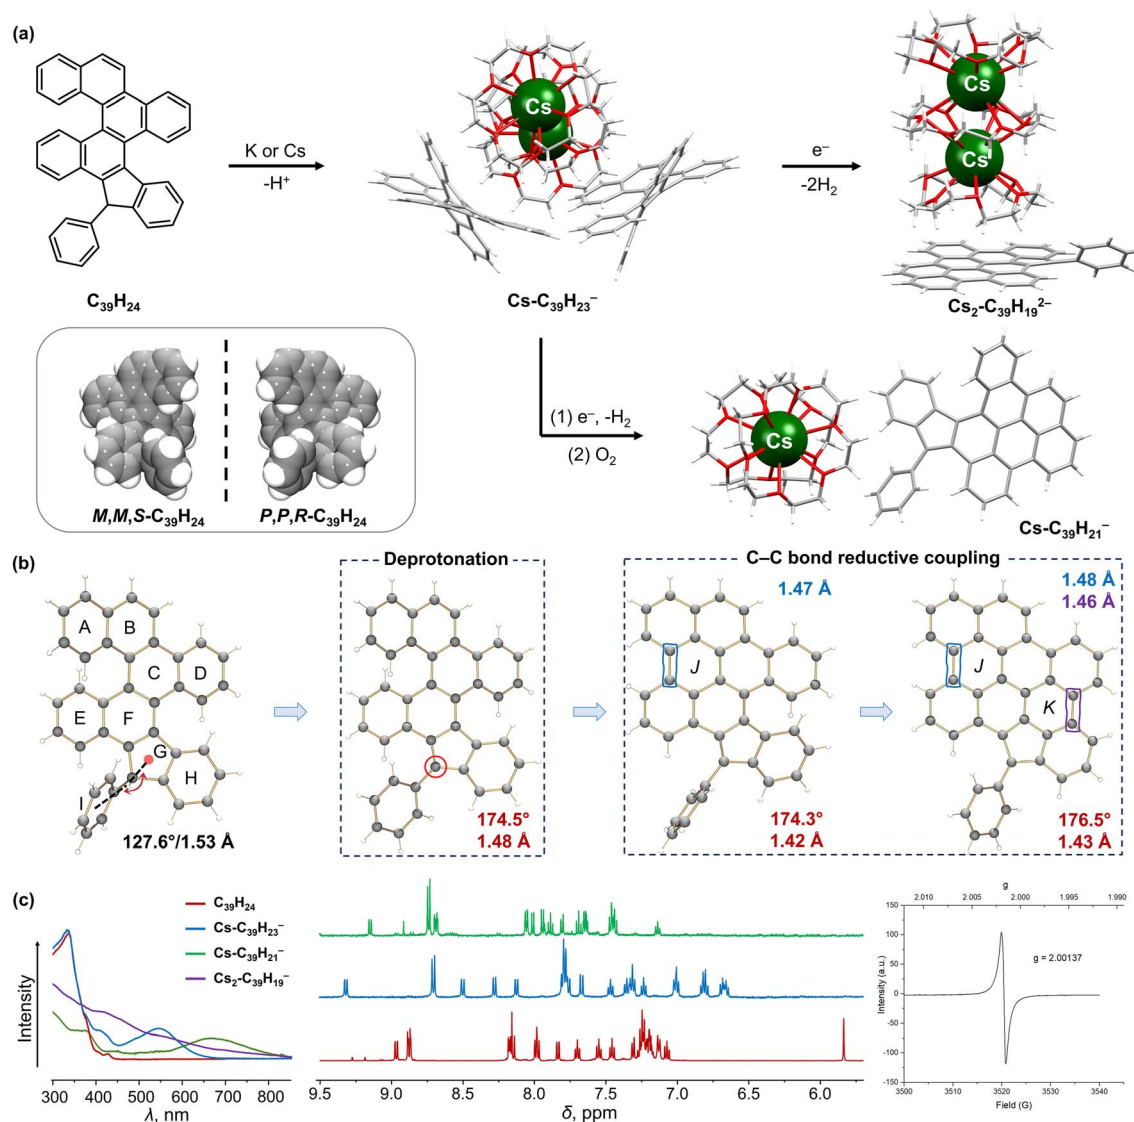 (a)
K or Cs
-H⁺
Cs
e⁻
-2H₂
Cs
Cs
C₃₉H₂₄
Cs-C₃₉H₂₃⁻
Cs₂-C₃₉H₁₉²⁻
M,M,S-C₃₉H₂₄
P,P,R-C₃₉H₂₄
(1) e⁻, -H₂
(2) O₂
Cs
Cs-C₃₉H₂₁⁻
(b)
Deprotonation
C–C bond reductive coupling
A
B
C
D
E
F
G
H
I
127.6°/1.53 Å
174.5°
1.48 Å
1.47 Å
J
174.3°
1.42 Å
1.48 Å
1.46 Å
J
K
176.5°
1.43 Å
(c)
C₃₉H₂₄
Cs-C₃₉H₂₃⁻
Cs-C₃₉H₂₁⁻
Cs₂-C₃₉H₁₉⁻
Intensity
300 400 500 600 700 800
λ, nm
9.5 9.0 8.5 8.0 7.5 7.0 6.5 6.0
δ, ppm
g
2.010 2.005 2.000 1.995 1.990
150
100
50
0
-50
-100
-150
Intensity (a.u.)
g = 2.00137
3500 3510 3520 3530 3540
Field (G)